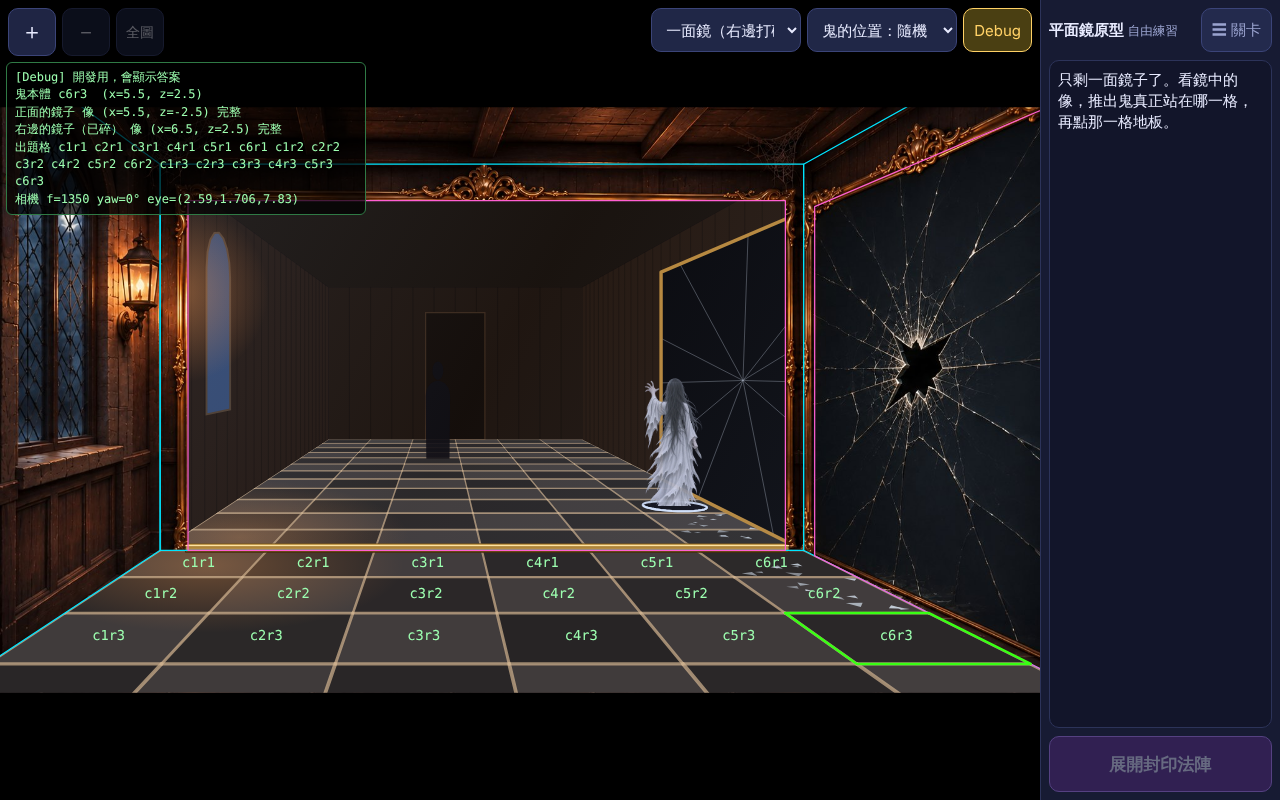 +
−
全圖
一面鏡（右邊打
鬼的位置：隨機
Debug
平面鏡原型 自由練習
☰ 關卡
[Debug] 開發用，會顯示答案
鬼本體 c6r3 (x=5.5, z=2.5)
正面的鏡子 像 (x=5.5, z=-2.5) 完整
右邊的鏡子（已碎） 像 (x=6.5, z=2.5) 完整
出題格 c1r1 c2r1 c3r1 c4r1 c5r1 c6r1 c1r2 c2r2
c3r2 c4r2 c5r2 c6r2 c1r3 c2r3 c3r3 c4r3 c5r3
c6r3
相機 f=1350 yaw=0° eye=(2.59,1.706,7.83)
只剩一面鏡子了。看鏡中的
像，推出鬼真正站在哪一格，
再點那一格地板。
c1r1 c2r1 c3r1 c4r1 c5r1 c6r1
c1r2 c2r2 c3r2 c4r2 c5r2 c6r2
c1r3 c2r3 c3r3 c4r3 c5r3 c6r3
展開封印法陣